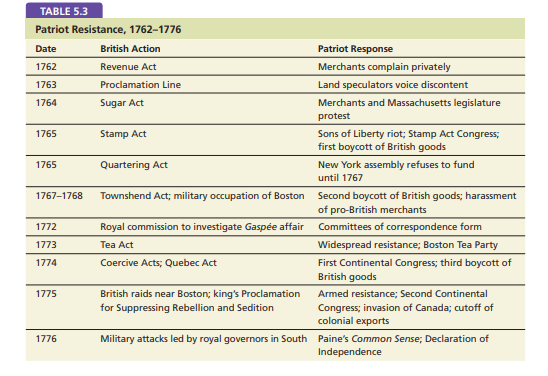 TABLE 5.3
Patriot Resistance, 1762–1776
Date British Action Patriot Response
1762 Revenue Act Merchants complain privately
1763 Proclamation Line Land speculators voice discontent
1764 Sugar Act Merchants and Massachusetts legislature
protest
1765 Stamp Act Sons of Liberty riot; Stamp Act Congress;
first boycott of British goods
1765 Quartering Act New York assembly refuses to fund
until 1767
1767–1768 Townshend Act; military occupation of Boston Second boycott of British goods; harassment
of pro-British merchants
1772 Royal commission to investigate Gaspée affair Committees of correspondence form
1773 Tea Act Widespread resistance; Boston Tea Party
1774 Coercive Acts; Quebec Act First Continental Congress; third boycott of
British goods
1775 British raids near Boston; king's Proclamation Armed resistance; Second Continental
for Suppressing Rebellion and Sedition Congress; invasion of Canada; cutoff of
colonial exports
1776 Military attacks led by royal governors in South Paine's Common Sense; Declaration of
Independence